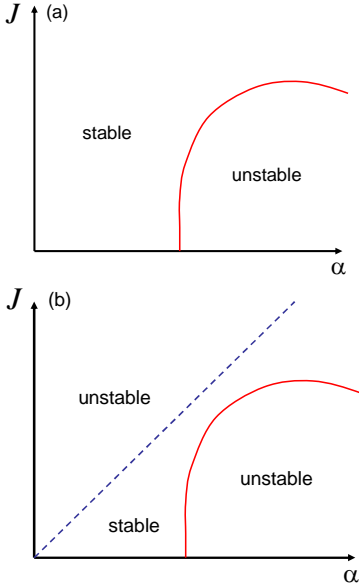 J (a)
stable
unstable
α
J (b)
unstable
unstable
stable
α